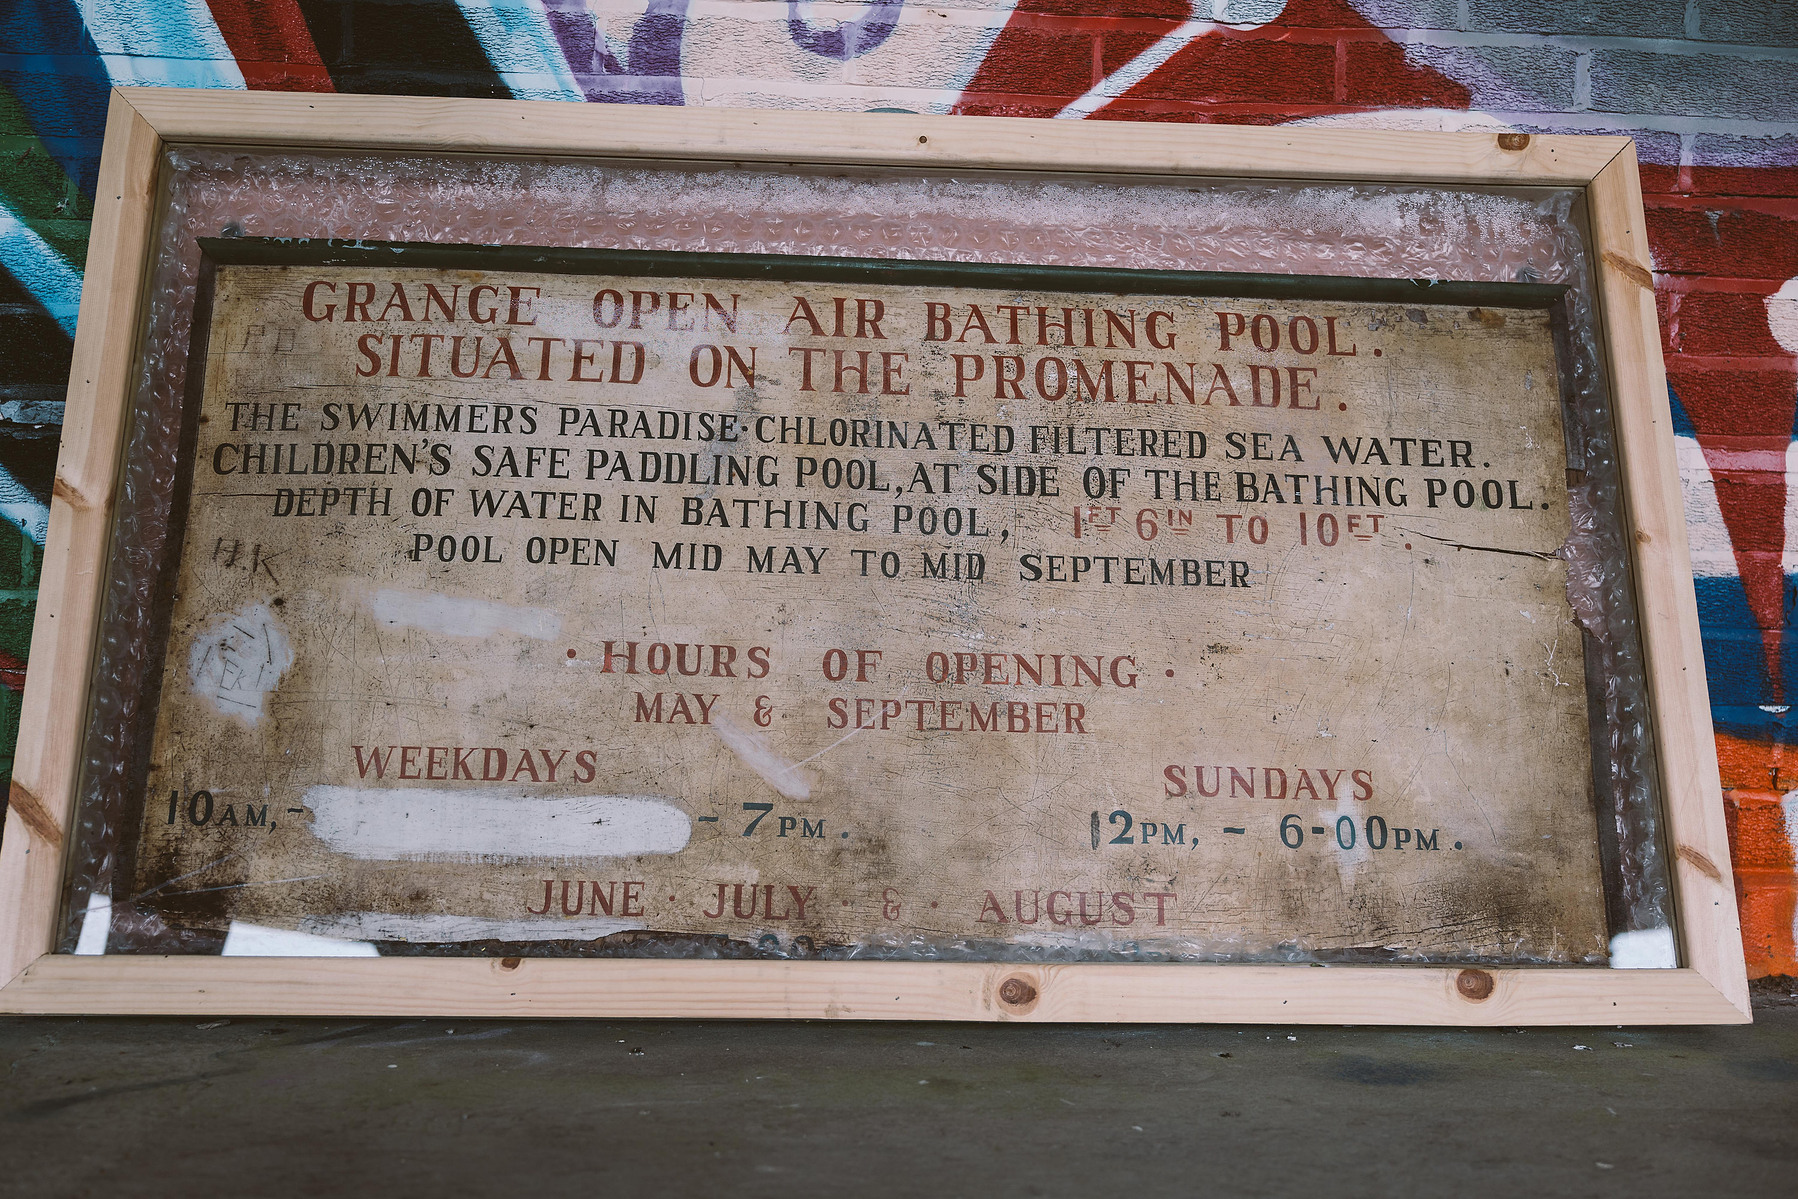 GRANGE OPEN AIR BATHING POOL.
SITUATED ON THE PROMENADE.
THE SWIMMERS PARADISE·CHLORINATED FILTERED SEA WATER.
CHILDREN'S SAFE PADDLING POOL, AT SIDE OF THE BATHING POOL.
DEPTH OF WATER IN BATHING POOL, 1FT 6IN TO 10FT.
POOL OPEN MID MAY TO MID SEPTEMBER
H.K
· HOURS OF OPENING ·
MAY & SEPTEMBER
WEEKDAYS SUNDAYS
10AM, - - 7PM. 12PM, - 6-00PM.
JUNE · JULY · & · AUGUST